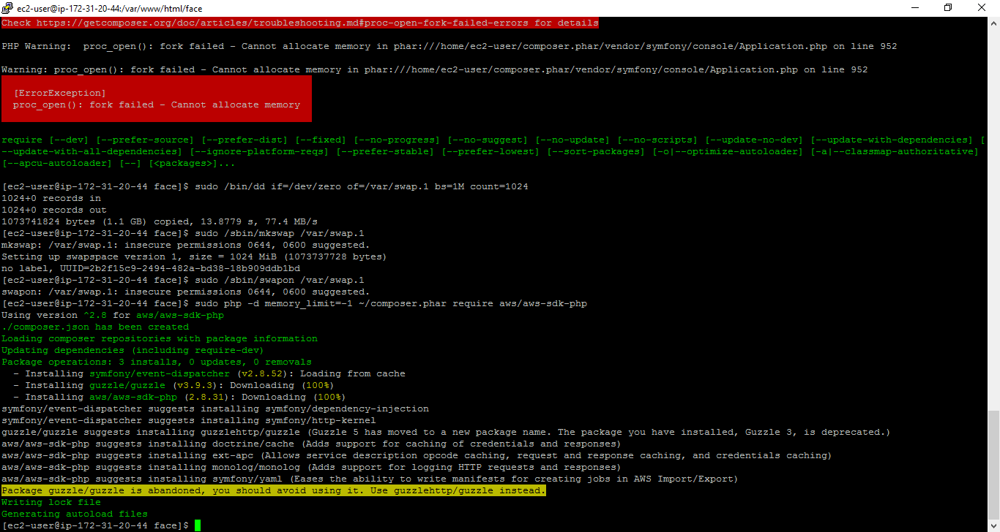 ec2-user@ip-172-31-20-44:/var/www/html/face
Check https://getcomposer.org/doc/articles/troubleshooting.md#proc-open-fork-failed-errors for details
PHP Warning:  proc_open(): fork failed - Cannot allocate memory in phar:///home/ec2-user/composer.phar/vendor/symfony/console/Application.php on line 952
Warning: proc_open(): fork failed - Cannot allocate memory in phar:///home/ec2-user/composer.phar/vendor/symfony/console/Application.php on line 952
[ErrorException]
proc_open(): fork failed - Cannot allocate memory
require [--dev] [--prefer-source] [--prefer-dist] [--fixed] [--no-progress] [--no-suggest] [--no-update] [--no-scripts] [--update-no-dev] [--update-with-dependencies] [
--update-with-all-dependencies] [--ignore-platform-reqs] [--prefer-stable] [--prefer-lowest] [--sort-packages] [-o|--optimize-autoloader] [-a|--classmap-authoritative]
[--apcu-autoloader] [--] [<packages>]...
[ec2-user@ip-172-31-20-44 face]$ sudo /bin/dd if=/dev/zero of=/var/swap.1 bs=1M count=1024
1024+0 records in
1024+0 records out
1073741824 bytes (1.1 GB) copied, 13.8779 s, 77.4 MB/s
[ec2-user@ip-172-31-20-44 face]$ sudo /sbin/mkswap /var/swap.1
mkswap: /var/swap.1: insecure permissions 0644, 0600 suggested.
Setting up swapspace version 1, size = 1024 MiB (1073737728 bytes)
no label, UUID=2b2f15c9-2494-482a-bd38-18b909ddb1bd
[ec2-user@ip-172-31-20-44 face]$ sudo /sbin/swapon /var/swap.1
swapon: /var/swap.1: insecure permissions 0644, 0600 suggested.
[ec2-user@ip-172-31-20-44 face]$ sudo php -d memory_limit=-1 ~/composer.phar require aws/aws-sdk-php
Using version ^2.8 for aws/aws-sdk-php
./composer.json has been created
Loading composer repositories with package information
Updating dependencies (including require-dev)
Package operations: 3 installs, 0 updates, 0 removals
- Installing symfony/event-dispatcher (v2.8.52): Loading from cache
- Installing guzzle/guzzle (v3.9.3): Downloading (100%)
- Installing aws/aws-sdk-php (2.8.31): Downloading (100%)
symfony/event-dispatcher suggests installing symfony/dependency-injection
symfony/event-dispatcher suggests installing symfony/http-kernel
guzzle/guzzle suggests installing guzzlehttp/guzzle (Guzzle 5 has moved to a new package name. The package you have installed, Guzzle 3, is deprecated.)
aws/aws-sdk-php suggests installing doctrine/cache (Adds support for caching of credentials and responses)
aws/aws-sdk-php suggests installing ext-apc (Allows service description opcode caching, request and response caching, and credentials caching)
aws/aws-sdk-php suggests installing monolog/monolog (Adds support for logging HTTP requests and responses)
aws/aws-sdk-php suggests installing symfony/yaml (Eases the ability to write manifests for creating jobs in AWS Import/Export)
Package guzzle/guzzle is abandoned, you should avoid using it. Use guzzlehttp/guzzle instead.
Writing lock file
Generating autoload files
[ec2-user@ip-172-31-20-44 face]$